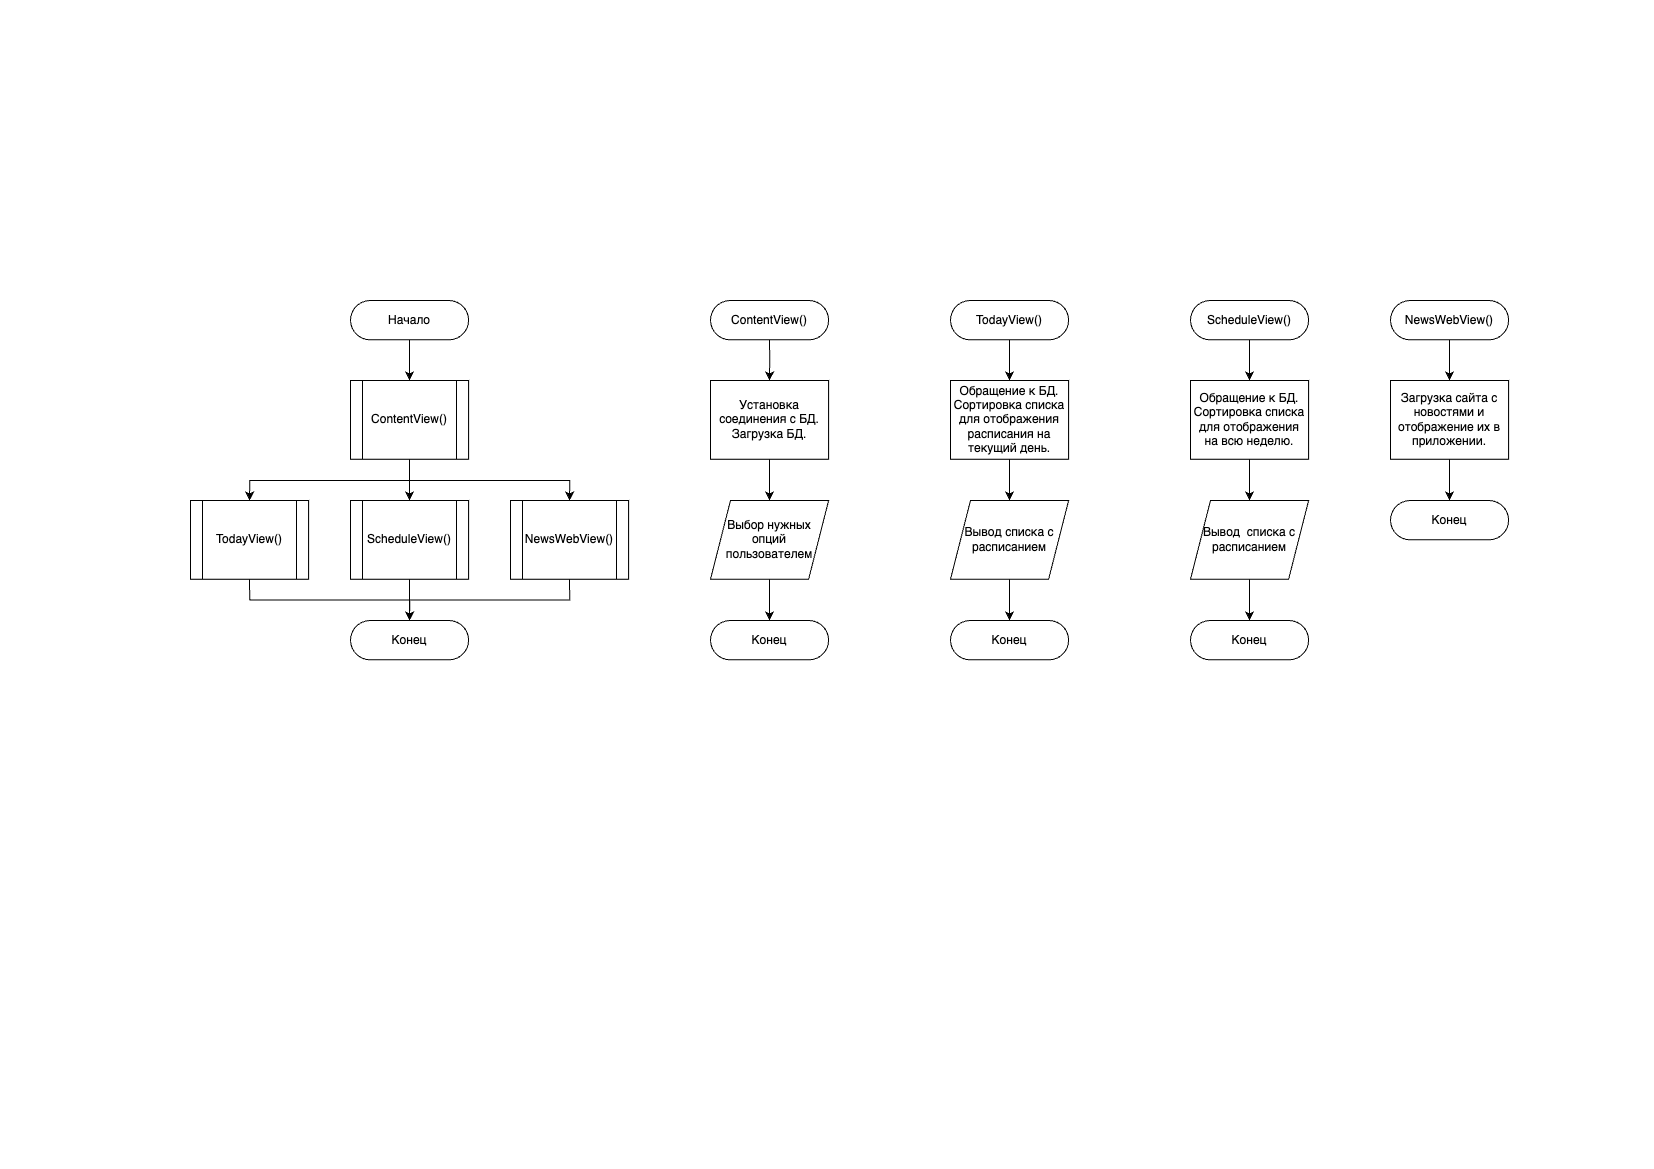 Начало
ContentView()
TodayView()
ScheduleView()
NewsWebView()
Конец
ContentView()
Установка
соединения с БД.
Загрузка БД.
Выбор нужных
опций
пользователем
Конец
TodayView()
Обращение к БД.
Сортировка списка
для отображения
расписания на
текущий день.
Вывод списка с
расписанием
Конец
ScheduleView()
Обращение к БД.
Сортировка списка
для отображения
на всю неделю.
Вывод  списка с
расписанием
Конец
NewsWebView()
Загрузка сайта с
новостями и
отображение их в
приложении.
Конец